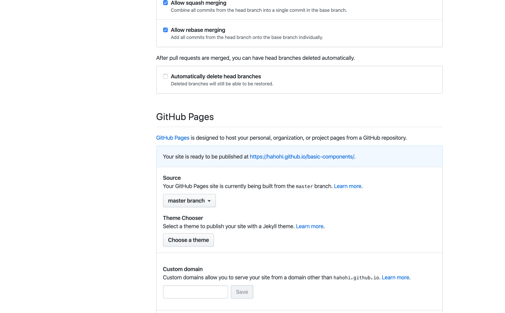 Allow squash merging
Combine all commits from the head branch into a single commit in the base branch.
Allow rebase merging
Add all commits from the head branch onto the base branch individually.
After pull requests are merged, you can have head branches deleted automatically.
Automatically delete head branches
Deleted branches will still be able to be restored.
GitHub Pages
GitHub Pages is designed to host your personal, organization, or project pages from a GitHub repository.
Your site is ready to be published at https://hahohi.github.io/basic-components/.
Source
Your GitHub Pages site is currently being built from the master branch. Learn more.
master branch
Theme Chooser
Select a theme to publish your site with a Jekyll theme. Learn more.
Choose a theme
Custom domain
Custom domains allow you to serve your site from a domain other than hahohi.github.io. Learn more.
Save